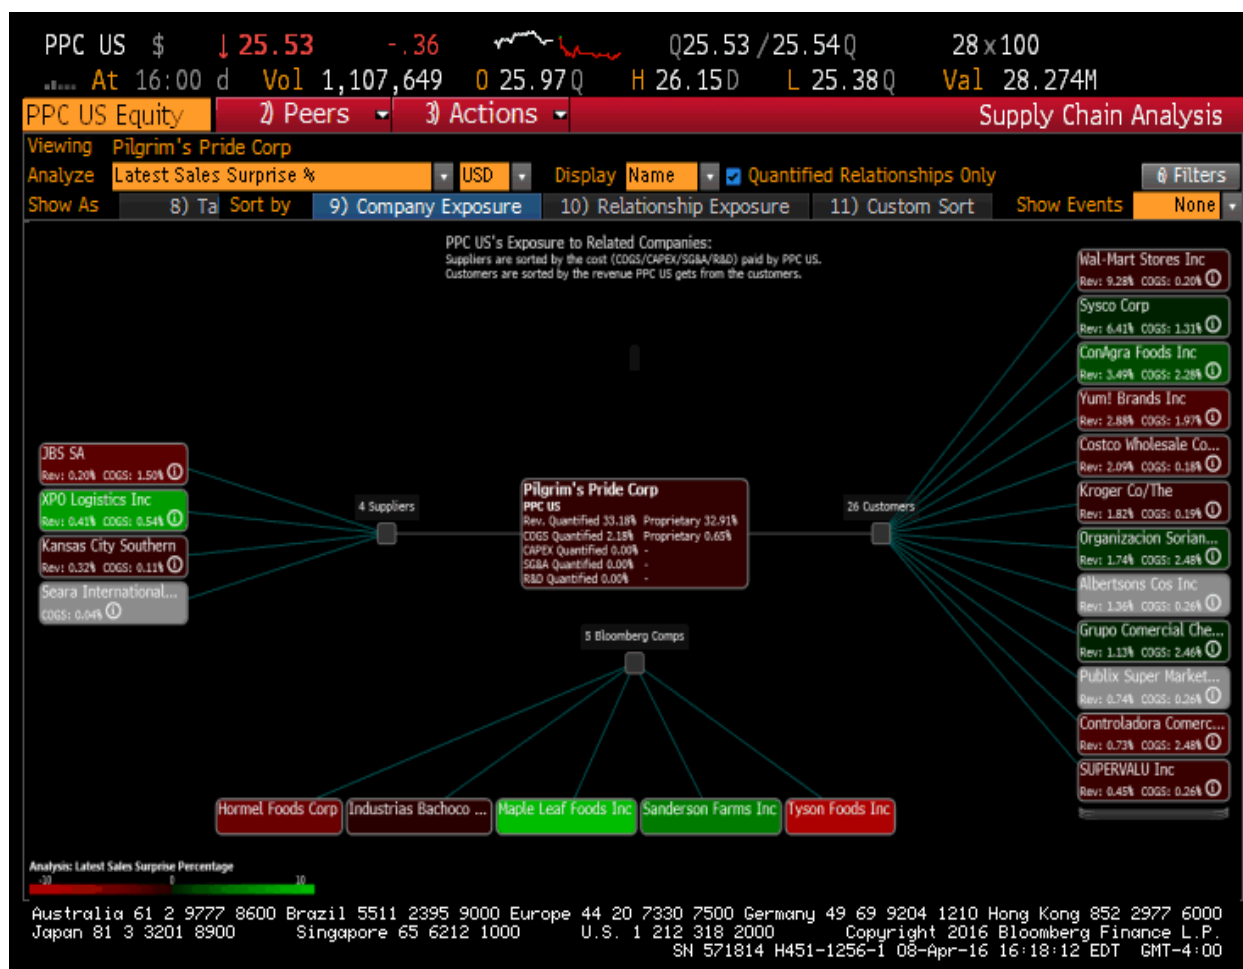 PPC US $ ↓25.53 -.36 Q25.53/25.54Q 28×100
At 16:00 d Vol 1,107,649 O 25.97Q H 26.15D L 25.38Q Val 28.274M
PPC US Equity 2) Peers 3) Actions Supply Chain Analysis
Viewing Pilgrim's Pride Corp
Analyze Latest Sales Surprise % USD Display Name Quantified Relationships Only 6) Filters
Show As 8) Ta Sort by 9) Company Exposure 10) Relationship Exposure 11) Custom Sort Show Events None
PPC US's Exposure to Related Companies:
Suppliers are sorted by the cost (COGS/CAPEX/SG&A/R&D) paid by PPC US.
Customers are sorted by the revenue PPC US gets from the customers.
Wal-Mart Stores Inc
Rev: 9.28% COGS: 0.20%
Sysco Corp
Rev: 6.41% COGS: 1.31%
ConAgra Foods Inc
Rev: 3.49% COGS: 2.28%
Yum! Brands Inc
Rev: 2.88% COGS: 1.97%
Costco Wholesale Co...
Rev: 2.09% COGS: 0.18%
Kroger Co/The
Rev: 1.82% COGS: 0.19%
Organizacion Sorian...
Rev: 1.74% COGS: 2.48%
Albertsons Cos Inc
Rev: 1.36% COGS: 0.26%
Grupo Comercial Che...
Rev: 1.13% COGS: 2.46%
Publix Super Market...
Rev: 0.74% COGS: 0.26%
Controladora Comerc...
Rev: 0.73% COGS: 2.48%
SUPERVALU Inc
Rev: 0.45% COGS: 0.26%
JBS SA
Rev: 0.20% COGS: 1.50%
XPO Logistics Inc
Rev: 0.41% COGS: 0.54%
Kansas City Southern
Rev: 0.32% COGS: 0.11%
Seara International...
COGS: 0.04%
4 Suppliers
Pilgrim's Pride Corp
PPC US
Rev. Quantified 33.18% Proprietary 32.91%
COGS Quantified 2.18% Proprietary 0.65%
CAPEX Quantified 0.00% -
SG&A Quantified 0.00% -
R&D Quantified 0.00% -
26 Customers
5 Bloomberg Comps
Hormel Foods Corp
Industrias Bachoco ...
Maple Leaf Foods Inc
Sanderson Farms Inc
Tyson Foods Inc
Analysis: Latest Sales Surprise Percentage
-10 0 10
Australia 61 2 9777 8600 Brazil 5511 2395 9000 Europe 44 20 7330 7500 Germany 49 69 9204 1210 Hong Kong 852 2977 6000
Japan 81 3 3201 8900 Singapore 65 6212 1000 U.S. 1 212 318 2000 Copyright 2016 Bloomberg Finance L.P.
SN 571814 H451-1256-1 08-Apr-16 16:18:12 EDT GMT-4:00